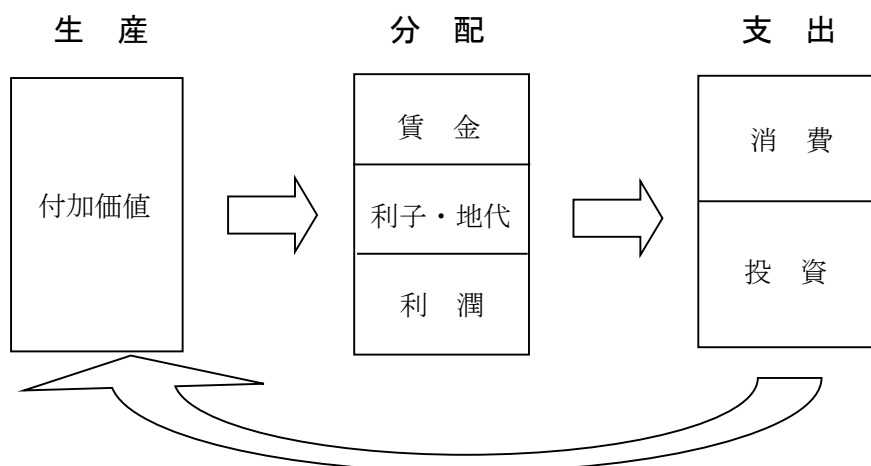 生 産
分 配
支 出
付加価値
賃 金
利子・地代
利 潤
消 費
投 資